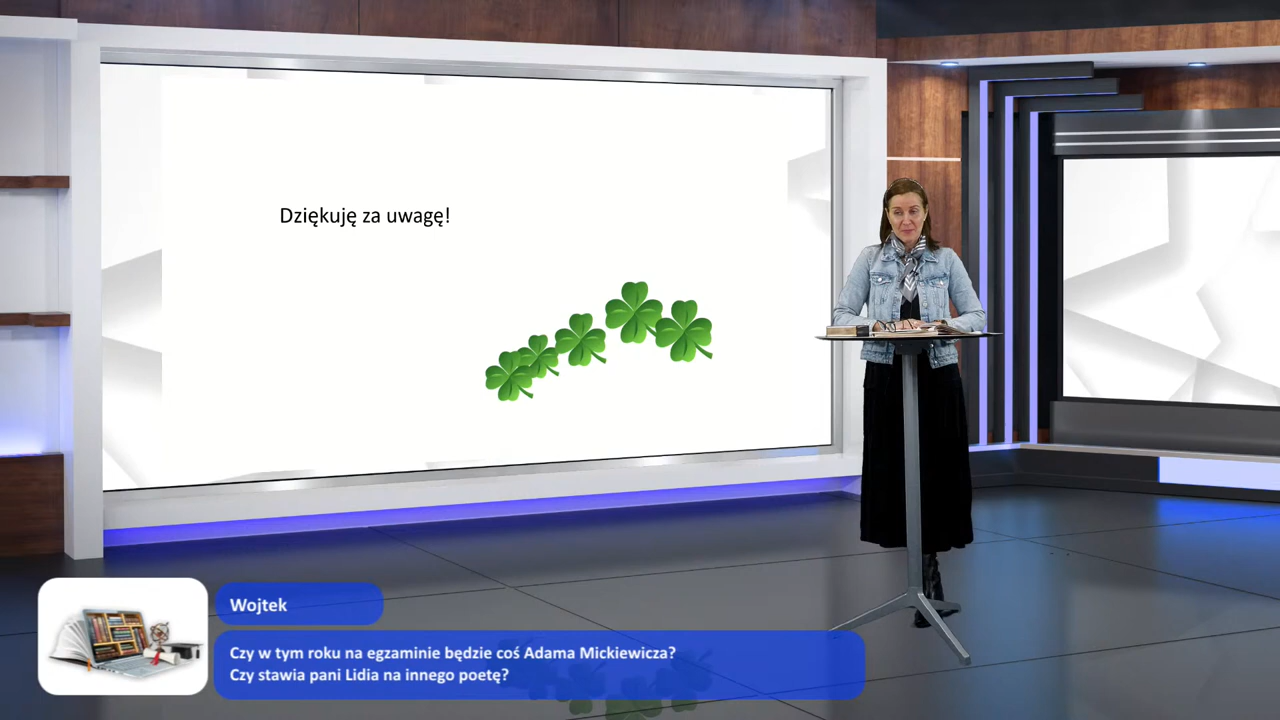 Dziękuję za uwagę!
Wojtek
Czy w tym roku na egzaminie będzie coś Adama Mickiewicza?
Czy stawia pani Lidia na innego poetę?